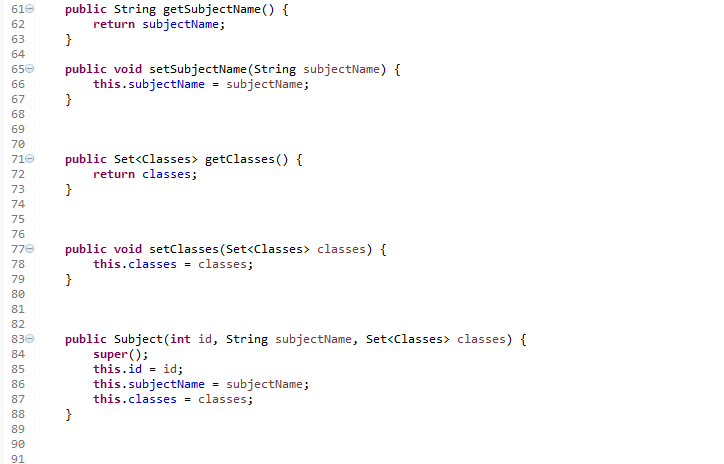 61 public String getSubjectName() {
62 return subjectName;
63 }
64
65 public void setSubjectName(String subjectName) {
66 this.subjectName = subjectName;
67 }
68
69
70
71 public Set<Classes> getClasses() {
72 return classes;
73 }
74
75
76
77 public void setClasses(Set<Classes> classes) {
78 this.classes = classes;
79 }
80
81
82
83 public Subject(int id, String subjectName, Set<Classes> classes) {
84 super();
85 this.id = id;
86 this.subjectName = subjectName;
87 this.classes = classes;
88 }
89
90
91